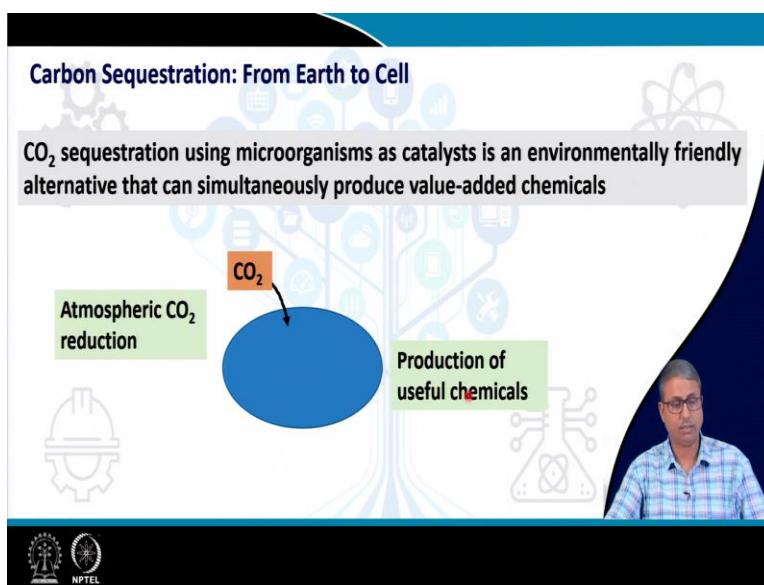 Carbon Sequestration: From Earth to Cell
CO₂ sequestration using microorganisms as catalysts is an environmentally friendly
alternative that can simultaneously produce value-added chemicals
CO₂
Atmospheric CO₂
reduction
Production of
useful chemicals
NPTEL